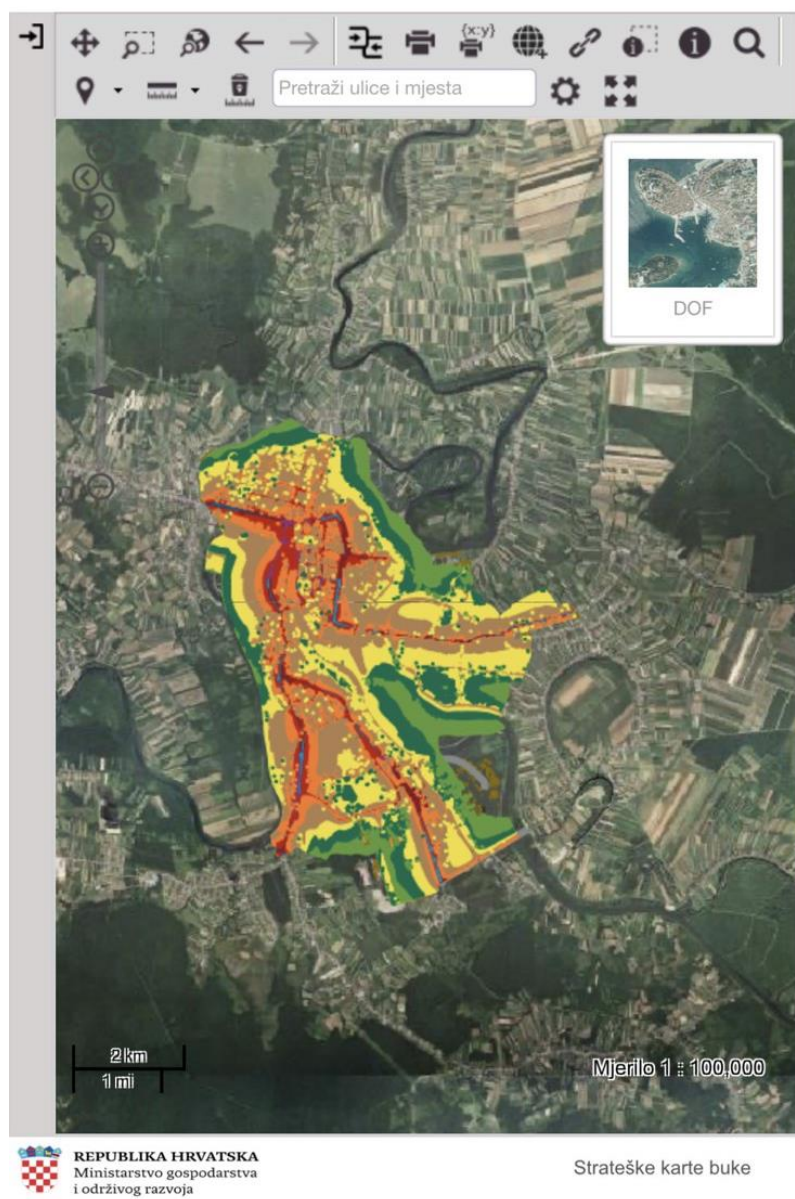 {x:y}
Pretraži ulice i mjesta
DOF
2 km
1 mi
Mjerilo 1 : 100,000
REPUBLIKA HRVATSKA
Ministarstvo gospodarstva
i održivog razvoja
Strateške karte buke